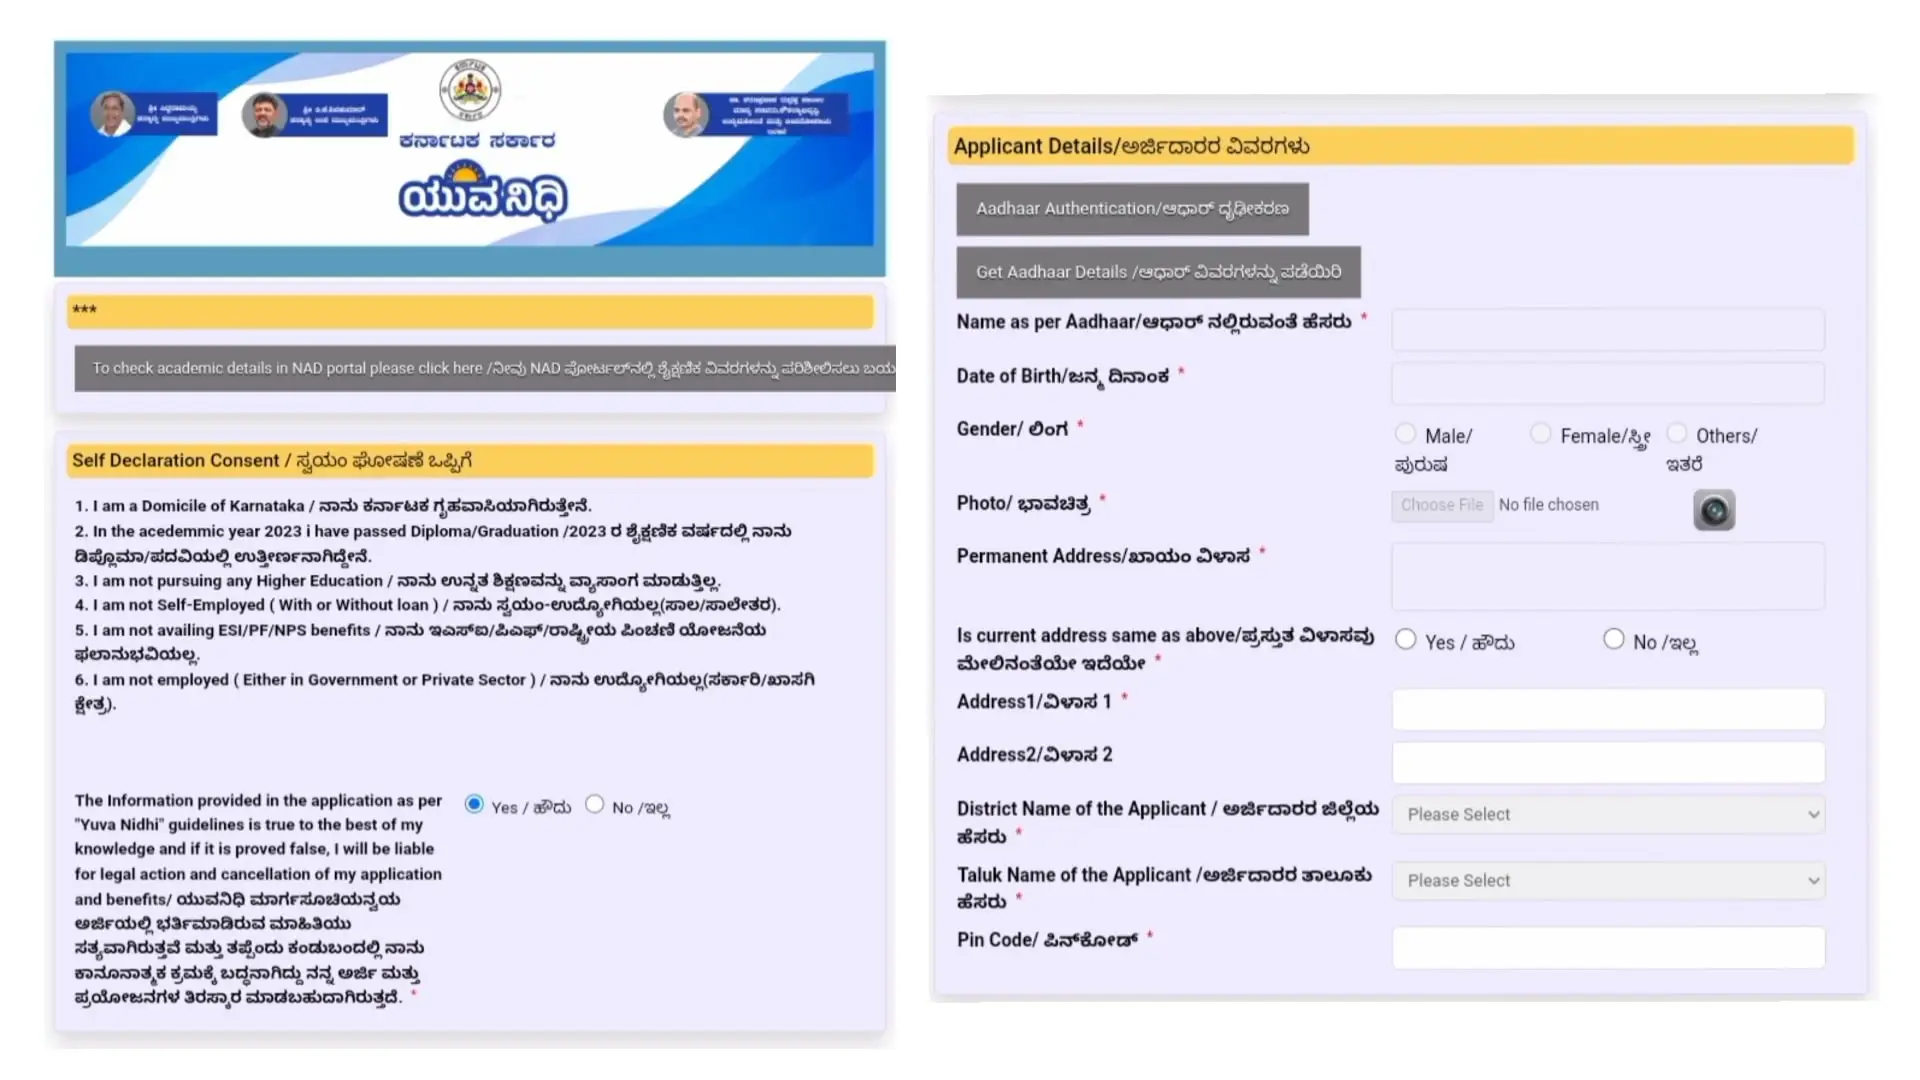 ಶ್ರೀ ಸಿದ್ದರಾಮಯ್ಯ
ಶ್ರೀ ಡಿ.ಕೆ.ಶಿವಕುಮಾರ್
ಕರ್ನಾಟಕ ಸರ್ಕಾರ
ಯುವನಿಧಿ
***
To check academic details in NAD portal please click here /ನೀವು NAD ಪೋರ್ಟಲ್‌ನಲ್ಲಿ ಶೈಕ್ಷಣಿಕ ವಿವರಗಳನ್ನು ಪರಿಶೀಲಿಸಲು ಬಯ
Self Declaration Consent / ಸ್ವಯಂ ಘೋಷಣೆ ಒಪ್ಪಿಗೆ
1. I am a Domicile of Karnataka / ನಾನು ಕರ್ನಾಟಕ ಗೃಹವಾಸಿಯಾಗಿರುತ್ತೇನೆ.
2. In the acedemmic year 2023 i have passed Diploma/Graduation /2023 ರ ಶೈಕ್ಷಣಿಕ ವರ್ಷದಲ್ಲಿ ನಾನು
ಡಿಪ್ಲೊಮಾ/ಪದವಿಯಲ್ಲಿ ಉತ್ತೀರ್ಣನಾಗಿದ್ದೇನೆ.
3. I am not pursuing any Higher Education / ನಾನು ಉನ್ನತ ಶಿಕ್ಷಣವನ್ನು ವ್ಯಾಸಾಂಗ ಮಾಡುತ್ತಿಲ್ಲ.
4. I am not Self-Employed ( With or Without loan ) / ನಾನು ಸ್ವಯಂ-ಉದ್ಯೋಗಿಯಲ್ಲ(ಸಾಲ/ಸಾಲೇತರ).
5. I am not availing ESI/PF/NPS benefits / ನಾನು ಇಎಸ್ಐ/ಪಿಎಫ್/ರಾಷ್ಟ್ರೀಯ ಪಿಂಚಣಿ ಯೋಜನೆಯ
ಫಲಾನುಭವಿಯಲ್ಲ.
6. I am not employed ( Either in Government or Private Sector ) / ನಾನು ಉದ್ಯೋಗಿಯಲ್ಲ(ಸರ್ಕಾರಿ/ಖಾಸಗಿ
ಕ್ಷೇತ್ರ).
The Information provided in the application as per
"Yuva Nidhi" guidelines is true to the best of my
knowledge and if it is proved false, I will be liable
for legal action and cancellation of my application
and benefits/ ಯುವನಿಧಿ ಮಾರ್ಗಸೂಚಿಯನ್ವಯ
ಅರ್ಜಿಯಲ್ಲಿ ಭರ್ತಿಮಾಡಿರುವ ಮಾಹಿತಿಯು
ಸತ್ಯವಾಗಿರುತ್ತವೆ ಮತ್ತು ತಪ್ಪೆಂದು ಕಂಡುಬಂದಲ್ಲಿ ನಾನು
ಕಾನೂನಾತ್ಮಕ ಕ್ರಮಕ್ಕೆ ಬದ್ಧನಾಗಿದ್ದು ನನ್ನ ಅರ್ಜಿ ಮತ್ತು
ಪ್ರಯೋಜನಗಳ ತಿರಸ್ಕಾರ ಮಾಡಬಹುದಾಗಿರುತ್ತದೆ. *
Yes / ಹೌದು No /ಇಲ್ಲ
Applicant Details/ಅರ್ಜಿದಾರರ ವಿವರಗಳು
Aadhaar Authentication/ಆಧಾರ್ ದೃಢೀಕರಣ
Get Aadhaar Details /ಆಧಾರ್ ವಿವರಗಳನ್ನು ಪಡೆಯಿರಿ
Name as per Aadhaar/ಆಧಾರ್ ನಲ್ಲಿರುವಂತೆ ಹೆಸರು *
Date of Birth/ಜನ್ಮ ದಿನಾಂಕ *
Gender/ ಲಿಂಗ *
Male/ Female/ಸ್ತ್ರೀ Others/
ಪುರುಷ ಇತರೆ
Photo/ ಭಾವಚಿತ್ರ *
Choose File No file chosen
Permanent Address/ಖಾಯಂ ವಿಳಾಸ *
Is current address same as above/ಪ್ರಸ್ತುತ ವಿಳಾಸವು
ಮೇಲಿನಂತೆಯೇ ಇದೆಯೇ *
Yes / ಹೌದು No /ಇಲ್ಲ
Address1/ವಿಳಾಸ 1 *
Address2/ವಿಳಾಸ 2
District Name of the Applicant / ಅರ್ಜಿದಾರರ ಜಿಲ್ಲೆಯ
ಹೆಸರು *
Please Select
Taluk Name of the Applicant /ಅರ್ಜಿದಾರರ ತಾಲೂಕು
ಹೆಸರು *
Please Select
Pin Code/ ಪಿನ್‌ಕೋಡ್ *